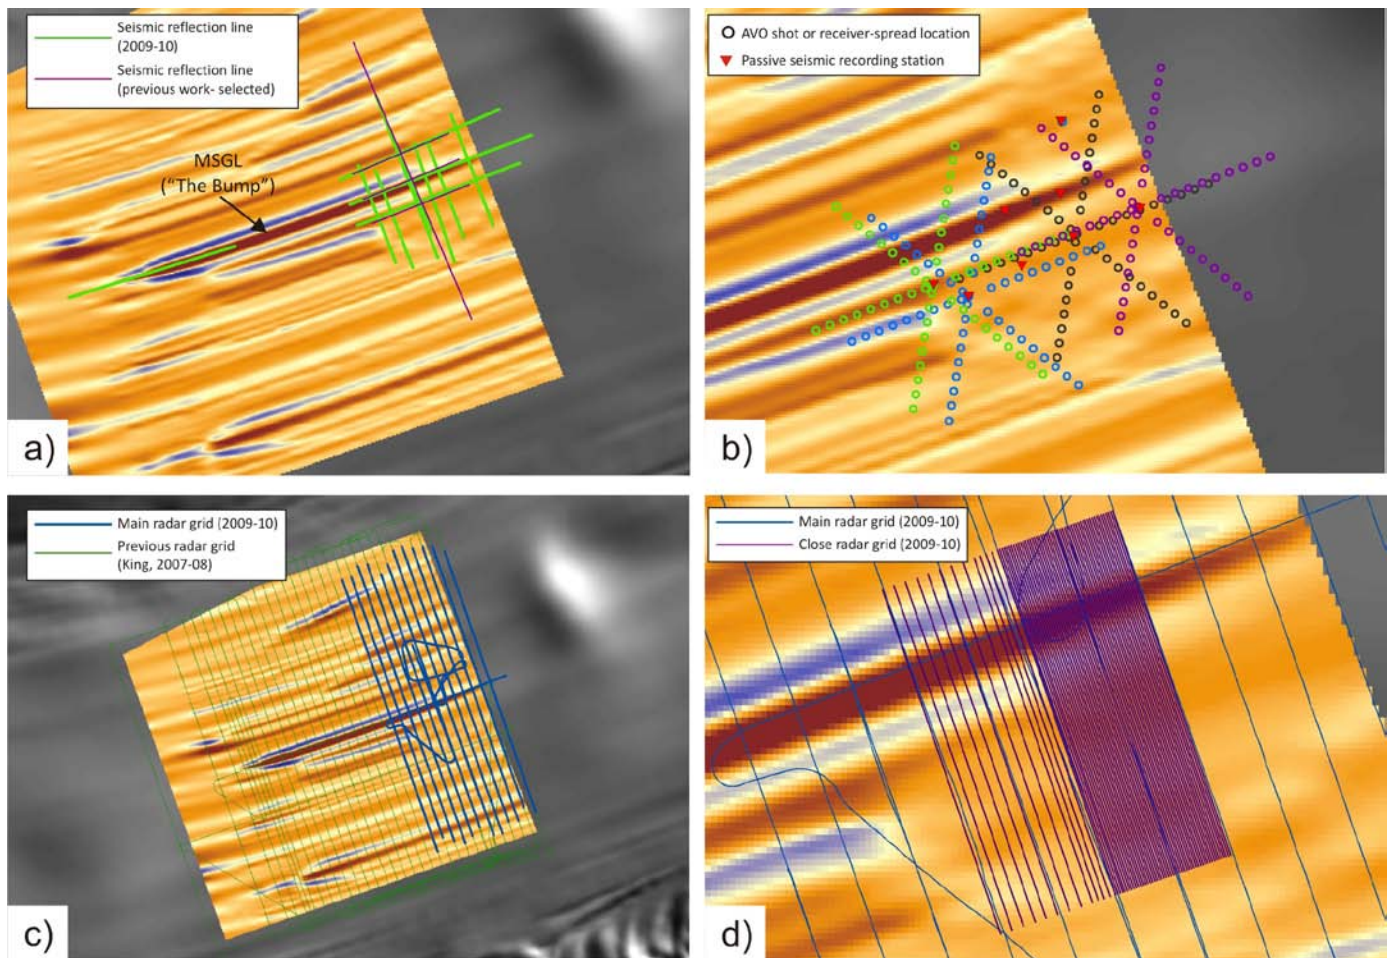 Seismic reflection line
(2009-10)
Seismic reflection line
(previous work- selected)
MSGL
("The Bump")
a)
AVO shot or receiver-spread location
Passive seismic recording station
b)
Main radar grid (2009-10)
Previous radar grid
(King, 2007-08)
c)
Main radar grid (2009-10)
Close radar grid (2009-10)
d)